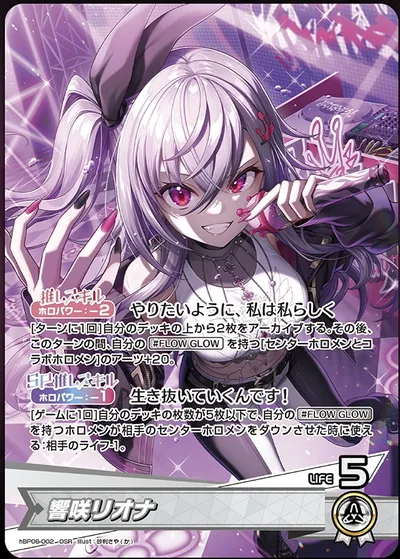 推しスキル
ホロパワー:-2
やりたいように、私は私らしく
[ターンに1回]自分のデッキの上から2枚をアーカイブする。その後、
このターンの間、自分の #FLOW GLOW を持つ[センターホロメンとコ
ラボホロメン]のアーツ+20。
SP推しスキル
ホロパワー:-1
生き抜いていくんです!
[ゲームに1回]自分のデッキの枚数が5枚以下で、自分の #FLOW GLOW
を持つホロメンが相手のセンターホロメンをダウンさせた時に使え
る:相手のライフ-1。
LIFE 5
響咲リオナ
hBP06-002 OSR illust:砂利さや(か)